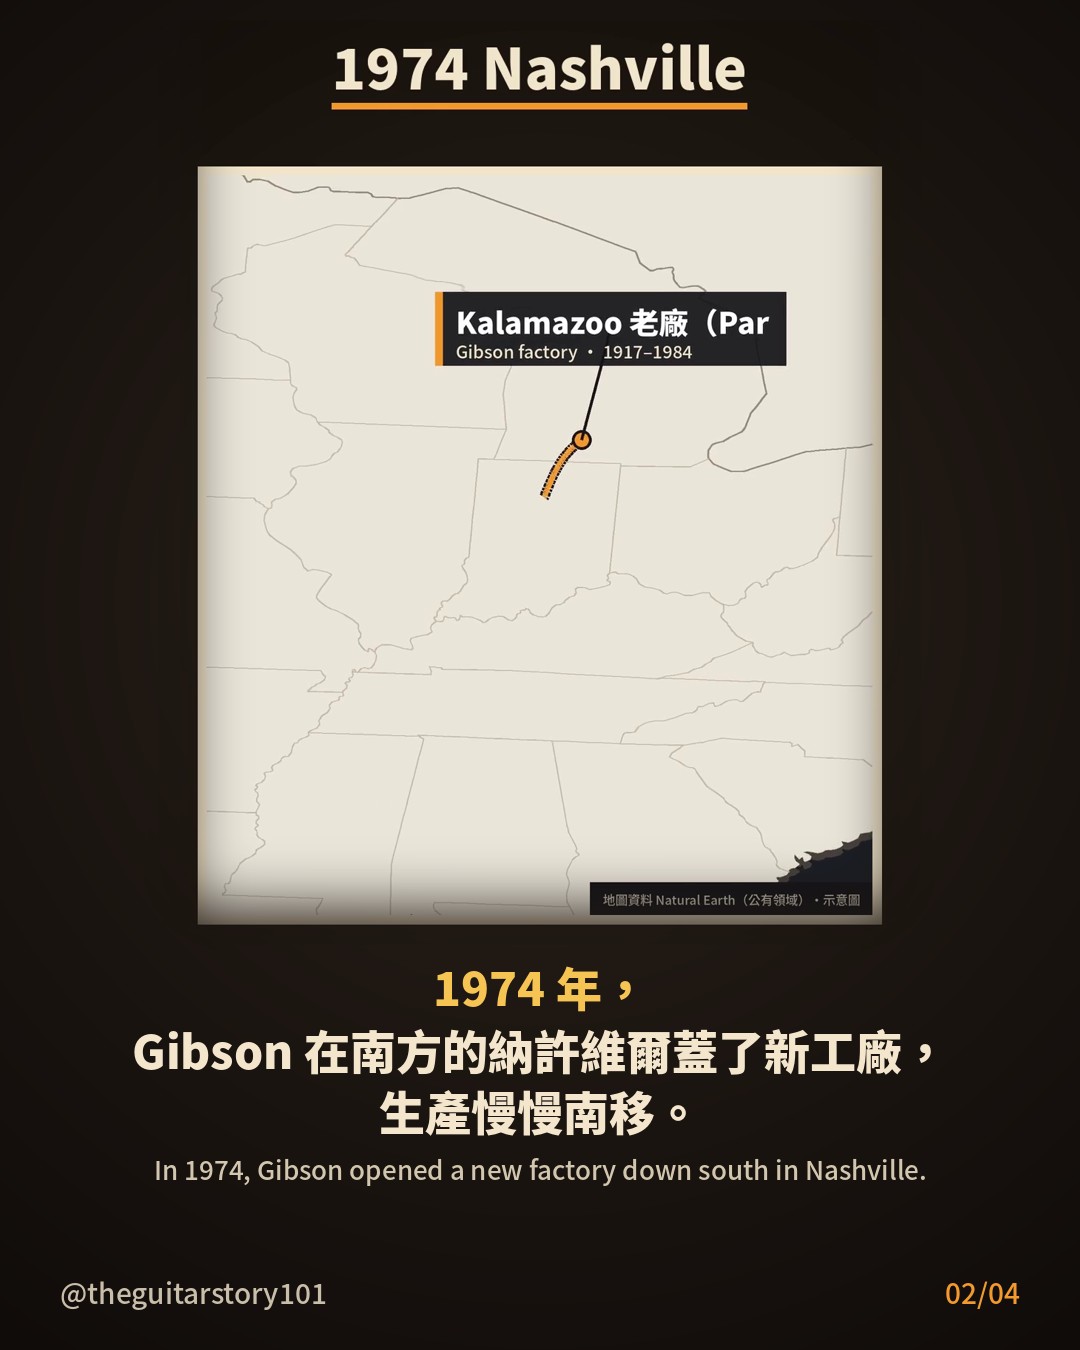 1974 Nashville
Kalamazoo 老廠（Par
Gibson factory・1917–1984
地圖資料 Natural Earth（公有領域）・示意圖
1974 年，
Gibson 在南方的納許維爾蓋了新工廠，
生產慢慢南移。
In 1974, Gibson opened a new factory down south in Nashville.
@theguitarstory101
02/04